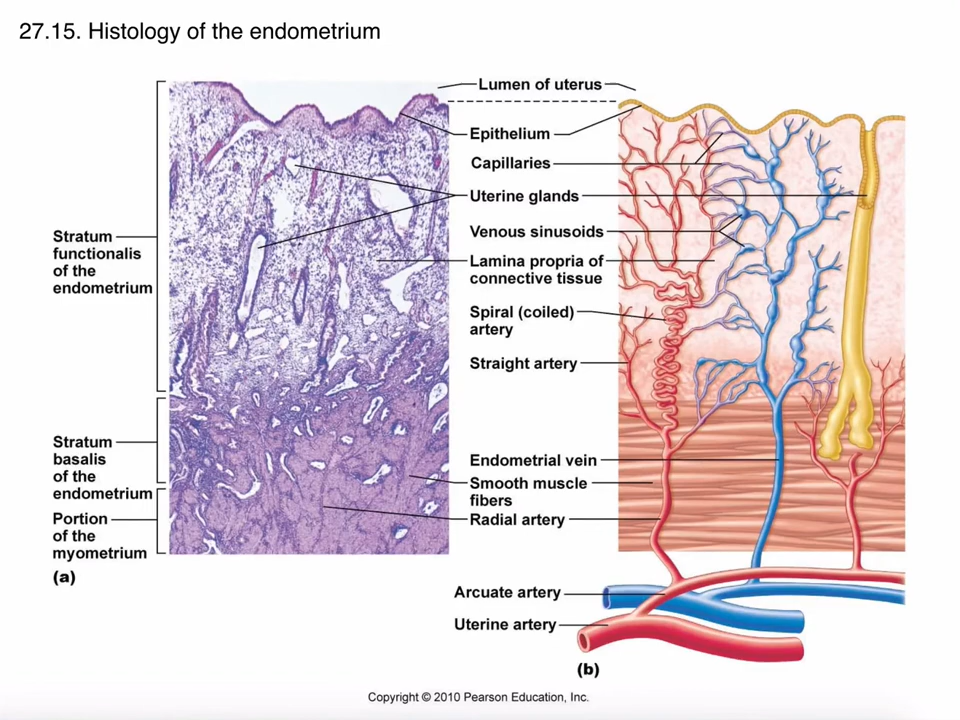 27.15. Histology of the endometrium
Lumen of uterus
Epithelium
Capillaries
Uterine glands
Venous sinusoids
Lamina propria of
connective tissue
Spiral (coiled)
artery
Straight artery
Endometrial vein
Smooth muscle
fibers
Radial artery
Arcuate artery
Uterine artery
Stratum
functionalis
of the
endometrium
Stratum
basalis
of the
endometrium
Portion
of the
myometrium
(a)
(b)
Copyright © 2010 Pearson Education, Inc.